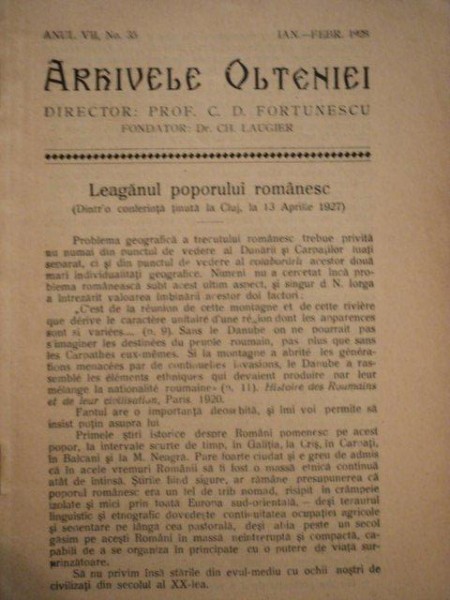 ANUL VII, No. 35 IAN.—FEBR. 1928
ARHIVELE OLTENIEI
DIRECTOR: PROF. C. D. FORTUNESCU
FONDATOR: Dr. CH. LAUGIER
Leagănul poporului românesc
(Dintr'o conferință ținută la Cluj, la 13 Aprilie 1927)
Problema geografică a trecutului românesc trebue privită
nu numai din punctul de vedere al Dunării și Carpaților luați
separat, ci și din punctul de vedere al colaborării acestor două
mari individualități geografice. Nimeni nu a cercetat încă pro-
blema românească subt acest ultim aspect, și singur d N. Iorga
a întrezărit valoarea îmbinării acestor doi factori:
„C'est de la réunion de cette montagne et de cette rivière
que dérive le caractère unitaire d'une région dont les apparences
sont si variées.... (p. 9). Sans le Danube on ne pourrait pas
s'imaginer les destinées du peuple roumain, pas plus que sans
les Carpathes eux-mêmes. Si la montagne a abrité les généra-
tions menacées par de continuelles invasions, le Danube a ras-
semblé les éléments ethniques qui devaient produire par leur
mélange la nationalité roumaine» (p. 11). Histoire des Roumains
et de leur civilisation, Paris, 1920.
Faptul are o importanță deosebită, și îmi voi permite să
insist puțin asupra lui
Primele știri istorice despre Români pomenesc pe acest
popor, la intervale scurte de timp, în Galiția, la Criș, în Carpați,
în Balcani și la M. Neagra. Pare foarte ciudat și e greu de admis
că în acele vremuri Românii să fi fost o massă etnică continuă
atât de întinsă. Știrile fiind sigure, ar rămâne presupunerea că
poporul românesc era un fel de trib nomad, risipit în crâmpeie
izolate și mici prin toată Europa sud-orientală, — deși teraurul
linguistic și etnografic dovedește continuitatea ocupației agricole
și sedentare pe lânga cea pastorală, deși abia peste un secol
găsim pe acești Români în massă neîntreruptă și compactă, ca-
pabilă de a se organiza în principate cu o putere de viață sur-
prinzătoare.
Să nu privim însă stările din evul-mediu cu ochii noștri de
civilizați din secolul al XX-lea.